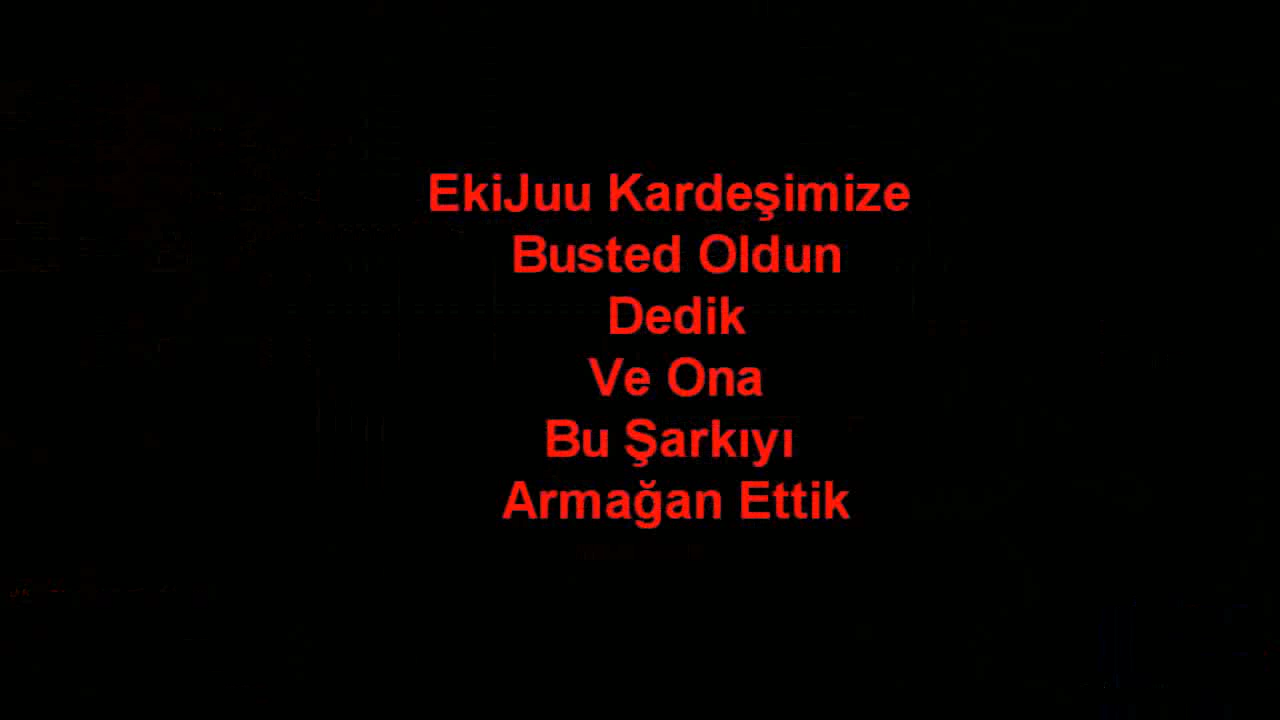 EkiJuu Kardeşimize
Busted Oldun
Dedik
Ve Ona
Bu Şarkıyı
Armağan Ettik